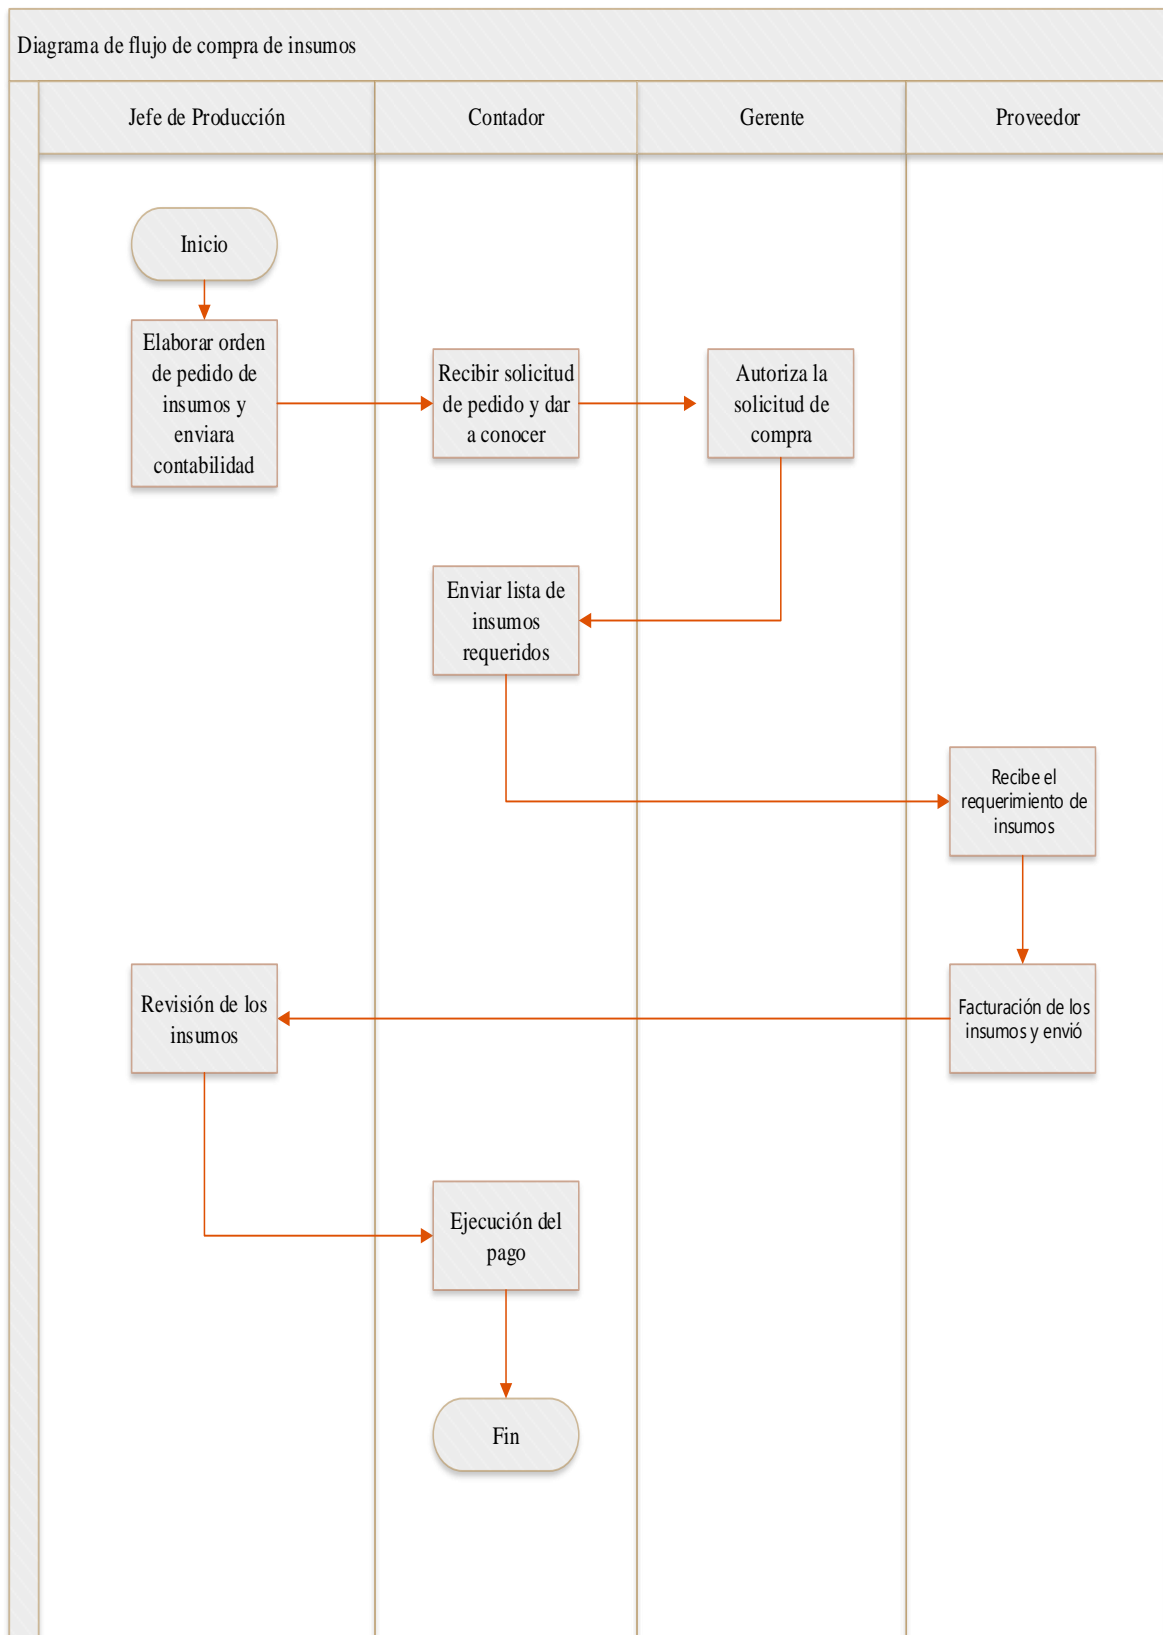 Diagrama de flujo de compra de insumos
Jefe de Producción
Contador
Gerente
Proveedor
Inicio
Elaborar orden
de pedido de
insumos y
enviara
contabilidad
Recibir solicitud
de pedido y dar
a conocer
Autoriza la
solicitud de
compra
Enviar lista de
insumos
requeridos
Recibe el
requerimiento de
insumos
Facturación de los
insumos y envió
Revisión de los
insumos
Ejecución del
pago
Fin